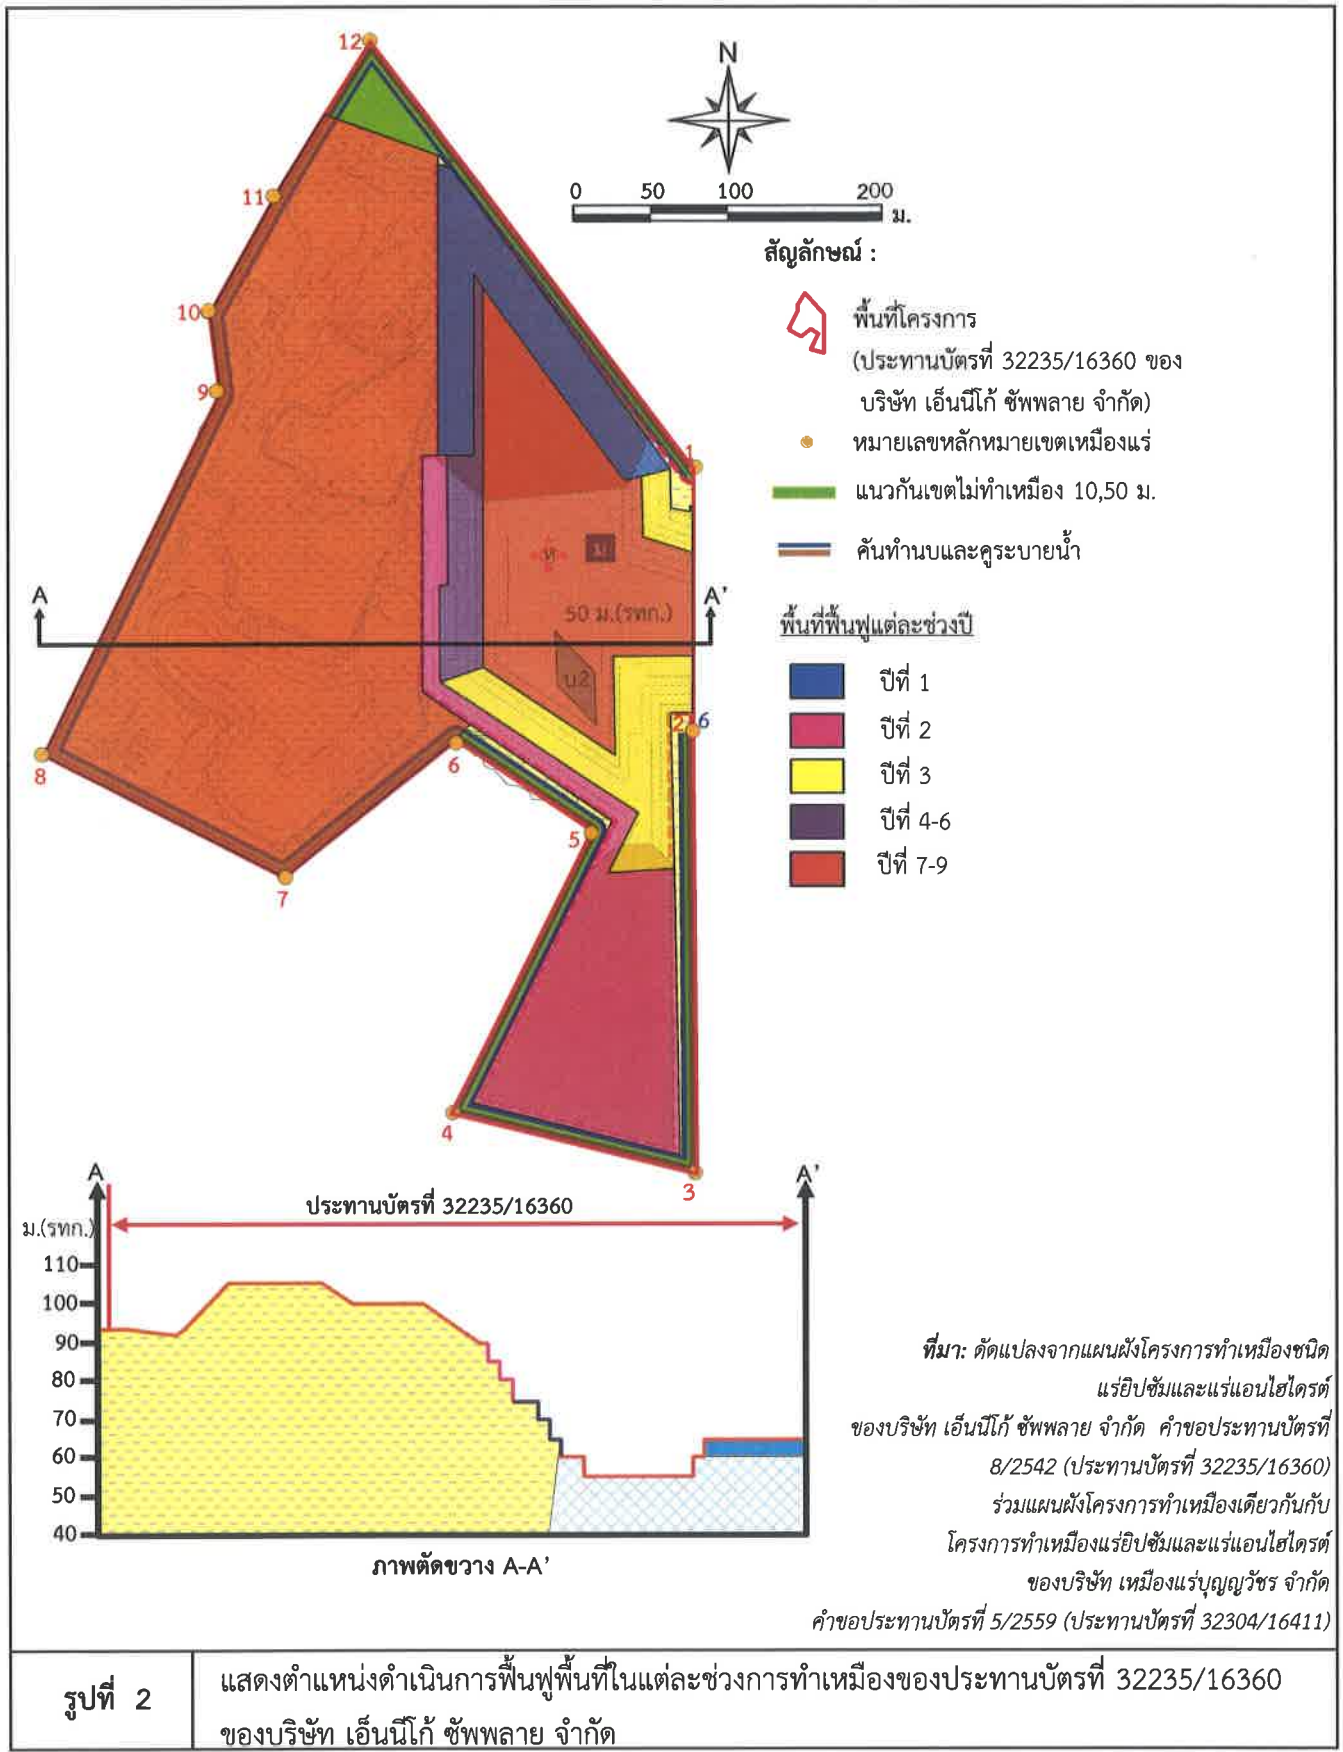 12
N
11
0 50 100 200
ม.
สัญลักษณ์ :
พื้นที่โครงการ
(ประทานบัตรที่ 32235/16360 ของ
บริษัท เอ็นนีโก้ ซัพพลาย จำกัด)
10
9
1
หมายเลขหลักหมายเขตเหมืองแร่
แนวกันเขตไม่ทำเหมือง 10,50 ม.
คันทำนบและคูระบายน้ำ
A
A'
50 ม.(รทก.)
น2
พื้นที่ฟื้นฟูแต่ละช่วงปี
ปีที่ 1
ปีที่ 2
ปีที่ 3
ปีที่ 4-6
ปีที่ 7-9
2 6
8
6
5
7
4
3
A
A'
ประทานบัตรที่ 32235/16360
ม.(รทก.)
110
100
90
80
70
60
50
40
ภาพตัดขวาง A-A'
ที่มา: ดัดแปลงจากแผนผังโครงการทำเหมืองชนิด
แร่ยิปซัมและแร่แอนไฮไดรต์
ของบริษัท เอ็นนีโก้ ซัพพลาย จำกัด คำขอประทานบัตรที่
8/2542 (ประทานบัตรที่ 32235/16360)
ร่วมแผนผังโครงการทำเหมืองเดียวกันกับ
โครงการทำเหมืองแร่ยิปซัมและแร่แอนไฮไดรต์
ของบริษัท เหมืองแร่บุญญวัชร จำกัด
คำขอประทานบัตรที่ 5/2559 (ประทานบัตรที่ 32304/16411)
รูปที่ 2
แสดงตำแหน่งดำเนินการฟื้นฟูพื้นที่ในแต่ละช่วงการทำเหมืองของประทานบัตรที่ 32235/16360
ของบริษัท เอ็นนีโก้ ซัพพลาย จำกัด